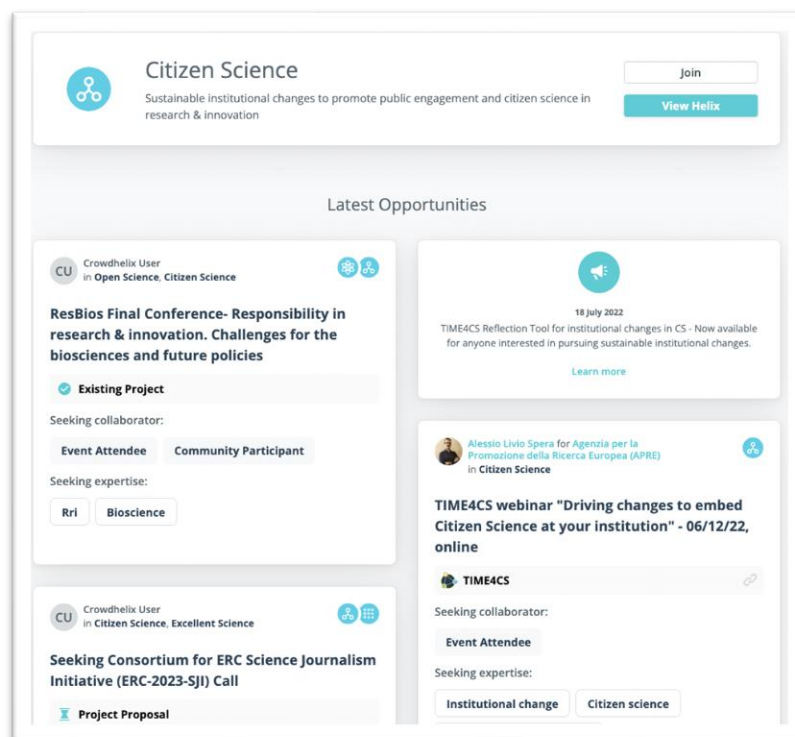 Citizen Science
Sustainable institutional changes to promote public engagement and citizen science in
research & innovation
Join
View Helix
Latest Opportunities
CU
Crowdhelix User
in Open Science, Citizen Science
ResBios Final Conference- Responsibility in
research & innovation. Challenges for the
biosciences and future policies
Existing Project
Seeking collaborator:
Event Attendee
Community Participant
Seeking expertise:
Rri
Bioscience
CU
Crowdhelix User
in Citizen Science, Excellent Science
Seeking Consortium for ERC Science Journalism
Initiative (ERC-2023-SJI) Call
Project Proposal
18 July 2022
TIME4CS Reflection Tool for institutional changes in CS - Now available
for anyone interested in pursuing sustainable institutional changes.
Learn more
Alessio Livio Spera for Agenzia per la
Promozione della Ricerca Europea (APRE)
in Citizen Science
TIME4CS webinar "Driving changes to embed
Citizen Science at your institution" - 06/12/22,
online
TIME4CS
Seeking collaborator:
Event Attendee
Seeking expertise:
Institutional change
Citizen science